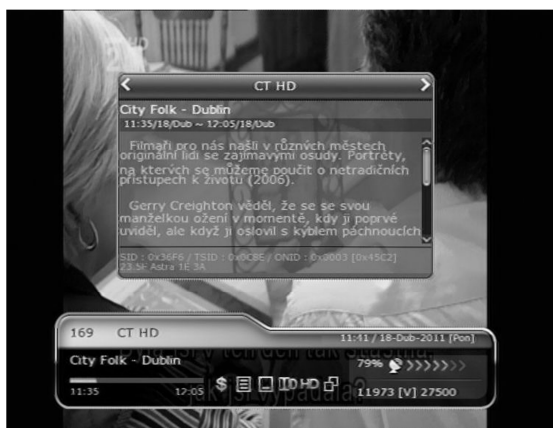 CT HD
City Folk - Dublin
11:35/18/Dub ~ 12:05/18/Dub
Filmaři pro nás našli v různých městech
originální lidi se zajímavými osudy. Portréty,
na kterých se můžeme poučit o netradičních
přístupech k životu (2006).
Gerry Creighton věděl, že se se svou
manželkou ožení v momentě, kdy ji poprvé
uviděl, ale když ji oslovil s kýblem páchnoucích
SID : 0x36F6 / TSID : 0x0C8E / ONID : 0x0003 [0x45C2]
23.5E Astra 1E 3A
169 CT HD
11:41 / 18-Dub-2011 [Pon]
City Folk - Dublin
79%
11:35 12:05 $ HD
11973 [V] 27500
jak jsi vypadala?